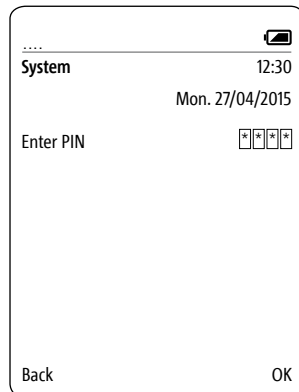 ....
System 12:30
Mon. 27/04/2015
Enter PIN ****
Back OK